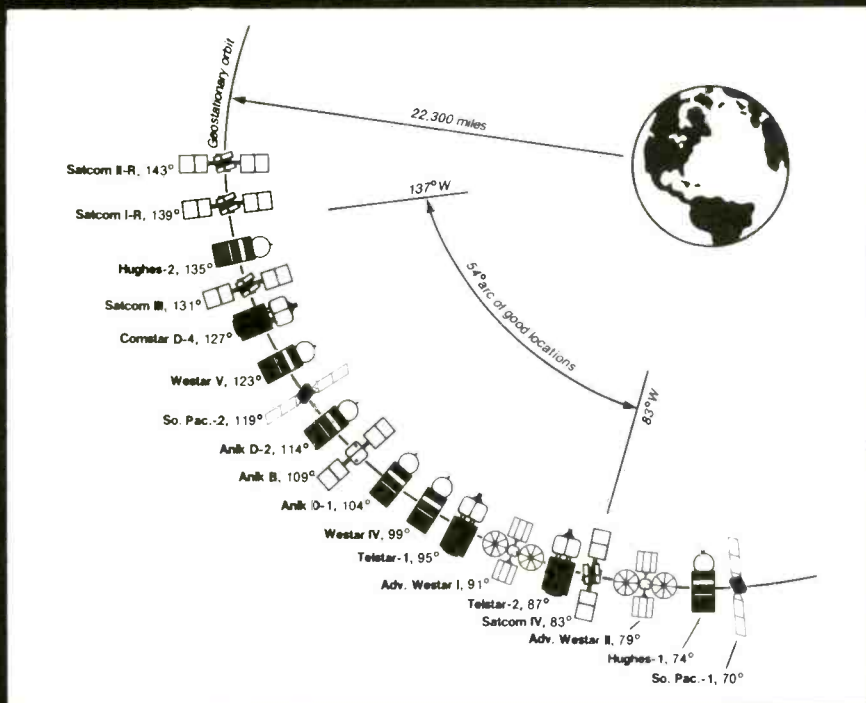 Geostationary orbit
22,300 miles
Satcom II-R, 143°
137°W
Satcom I-R, 139°
Hughes-2, 135°
54° arc of good locations
Satcom III, 131°
Comstar D-4, 127°
Westar V, 123°
83°W
So. Pac.-2, 119°
Anik D-2, 114°
Anik B, 109°
Anik D-1, 104°
Westar IV, 99°
Telstar-1, 95°
Adv. Westar I, 91°
Telstar-2, 87°
Satcom IV, 83°
Adv. Westar II, 79°
Hughes-1, 74°
So. Pac.-1, 70°